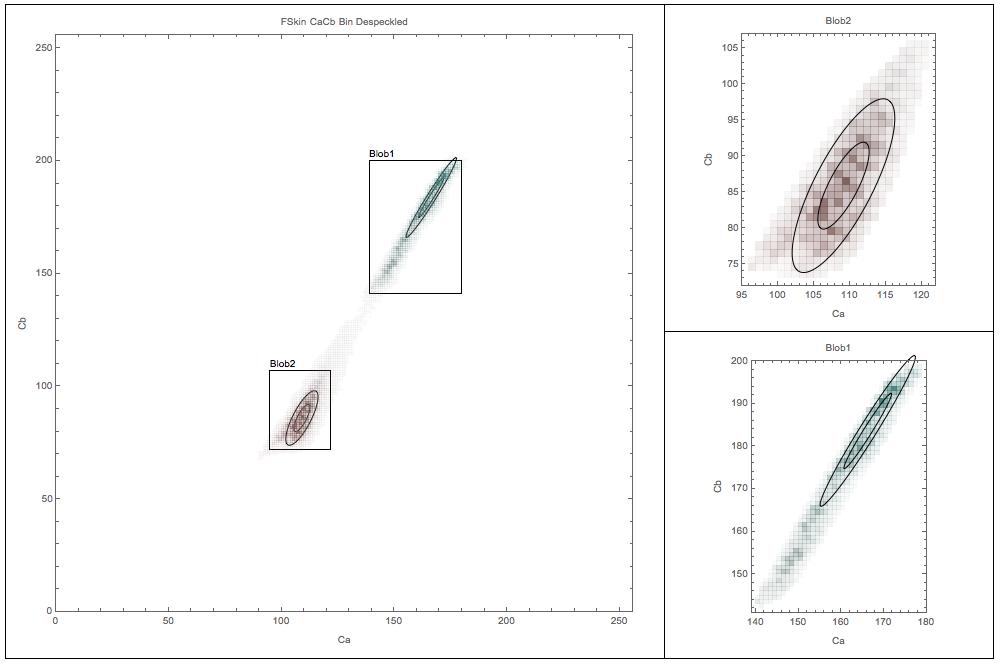 FSkin CaCb Bin Despeckled
250
200
150
100
50
0
Cb
Blob1
Blob2
0 50 100 150 200 250
Ca
Blob2
105
100
95
90
85
80
75
Cb
95 100 105 110 115 120
Ca
Blob1
200
190
180
170
160
150
Cb
140 150 160 170 180
Ca